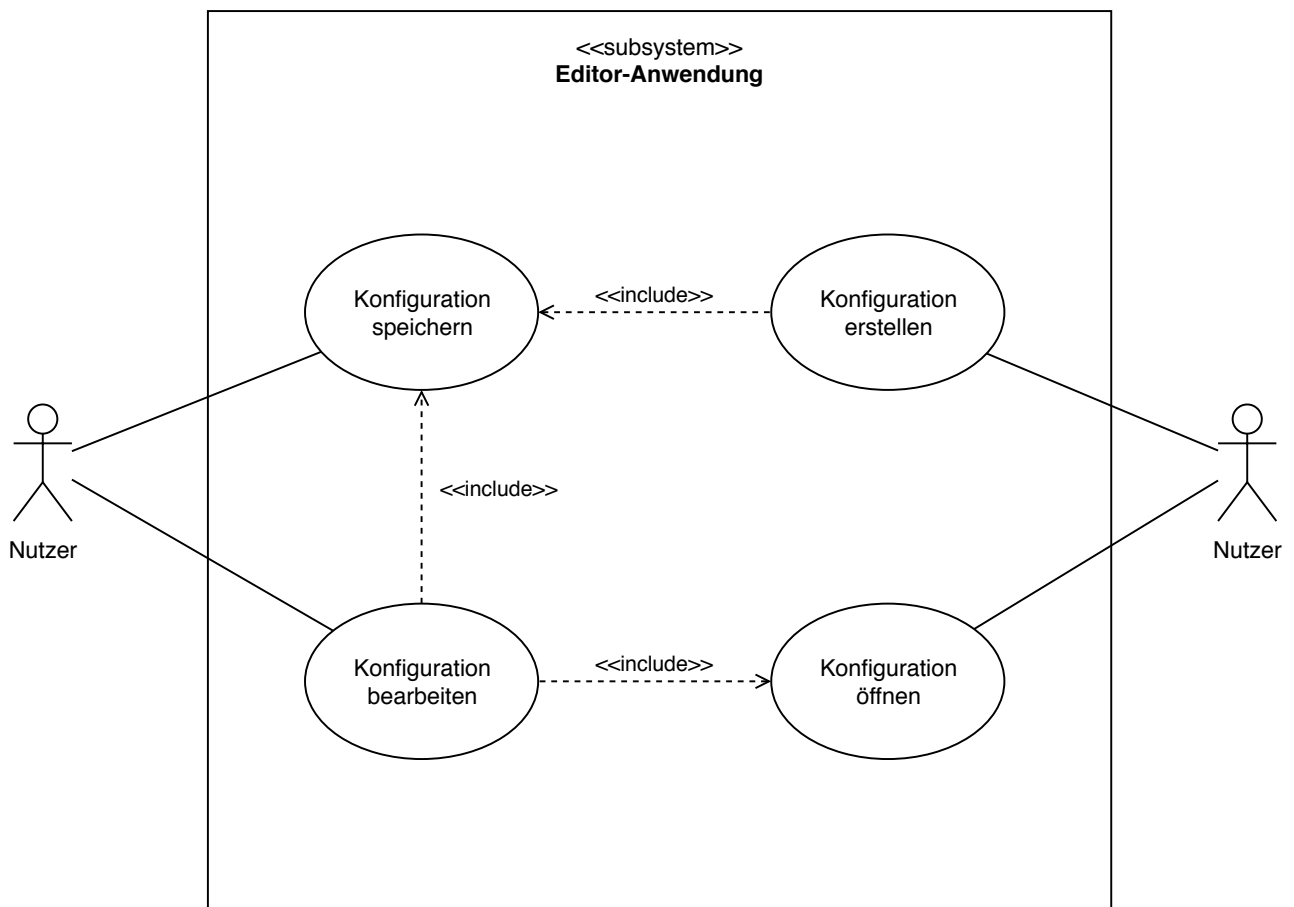 <<subsystem>>
Editor-Anwendung
Konfiguration
speichern
<<include>>
Konfiguration
erstellen
Nutzer
<<include>>
Nutzer
Konfiguration
bearbeiten
<<include>>
Konfiguration
öffnen